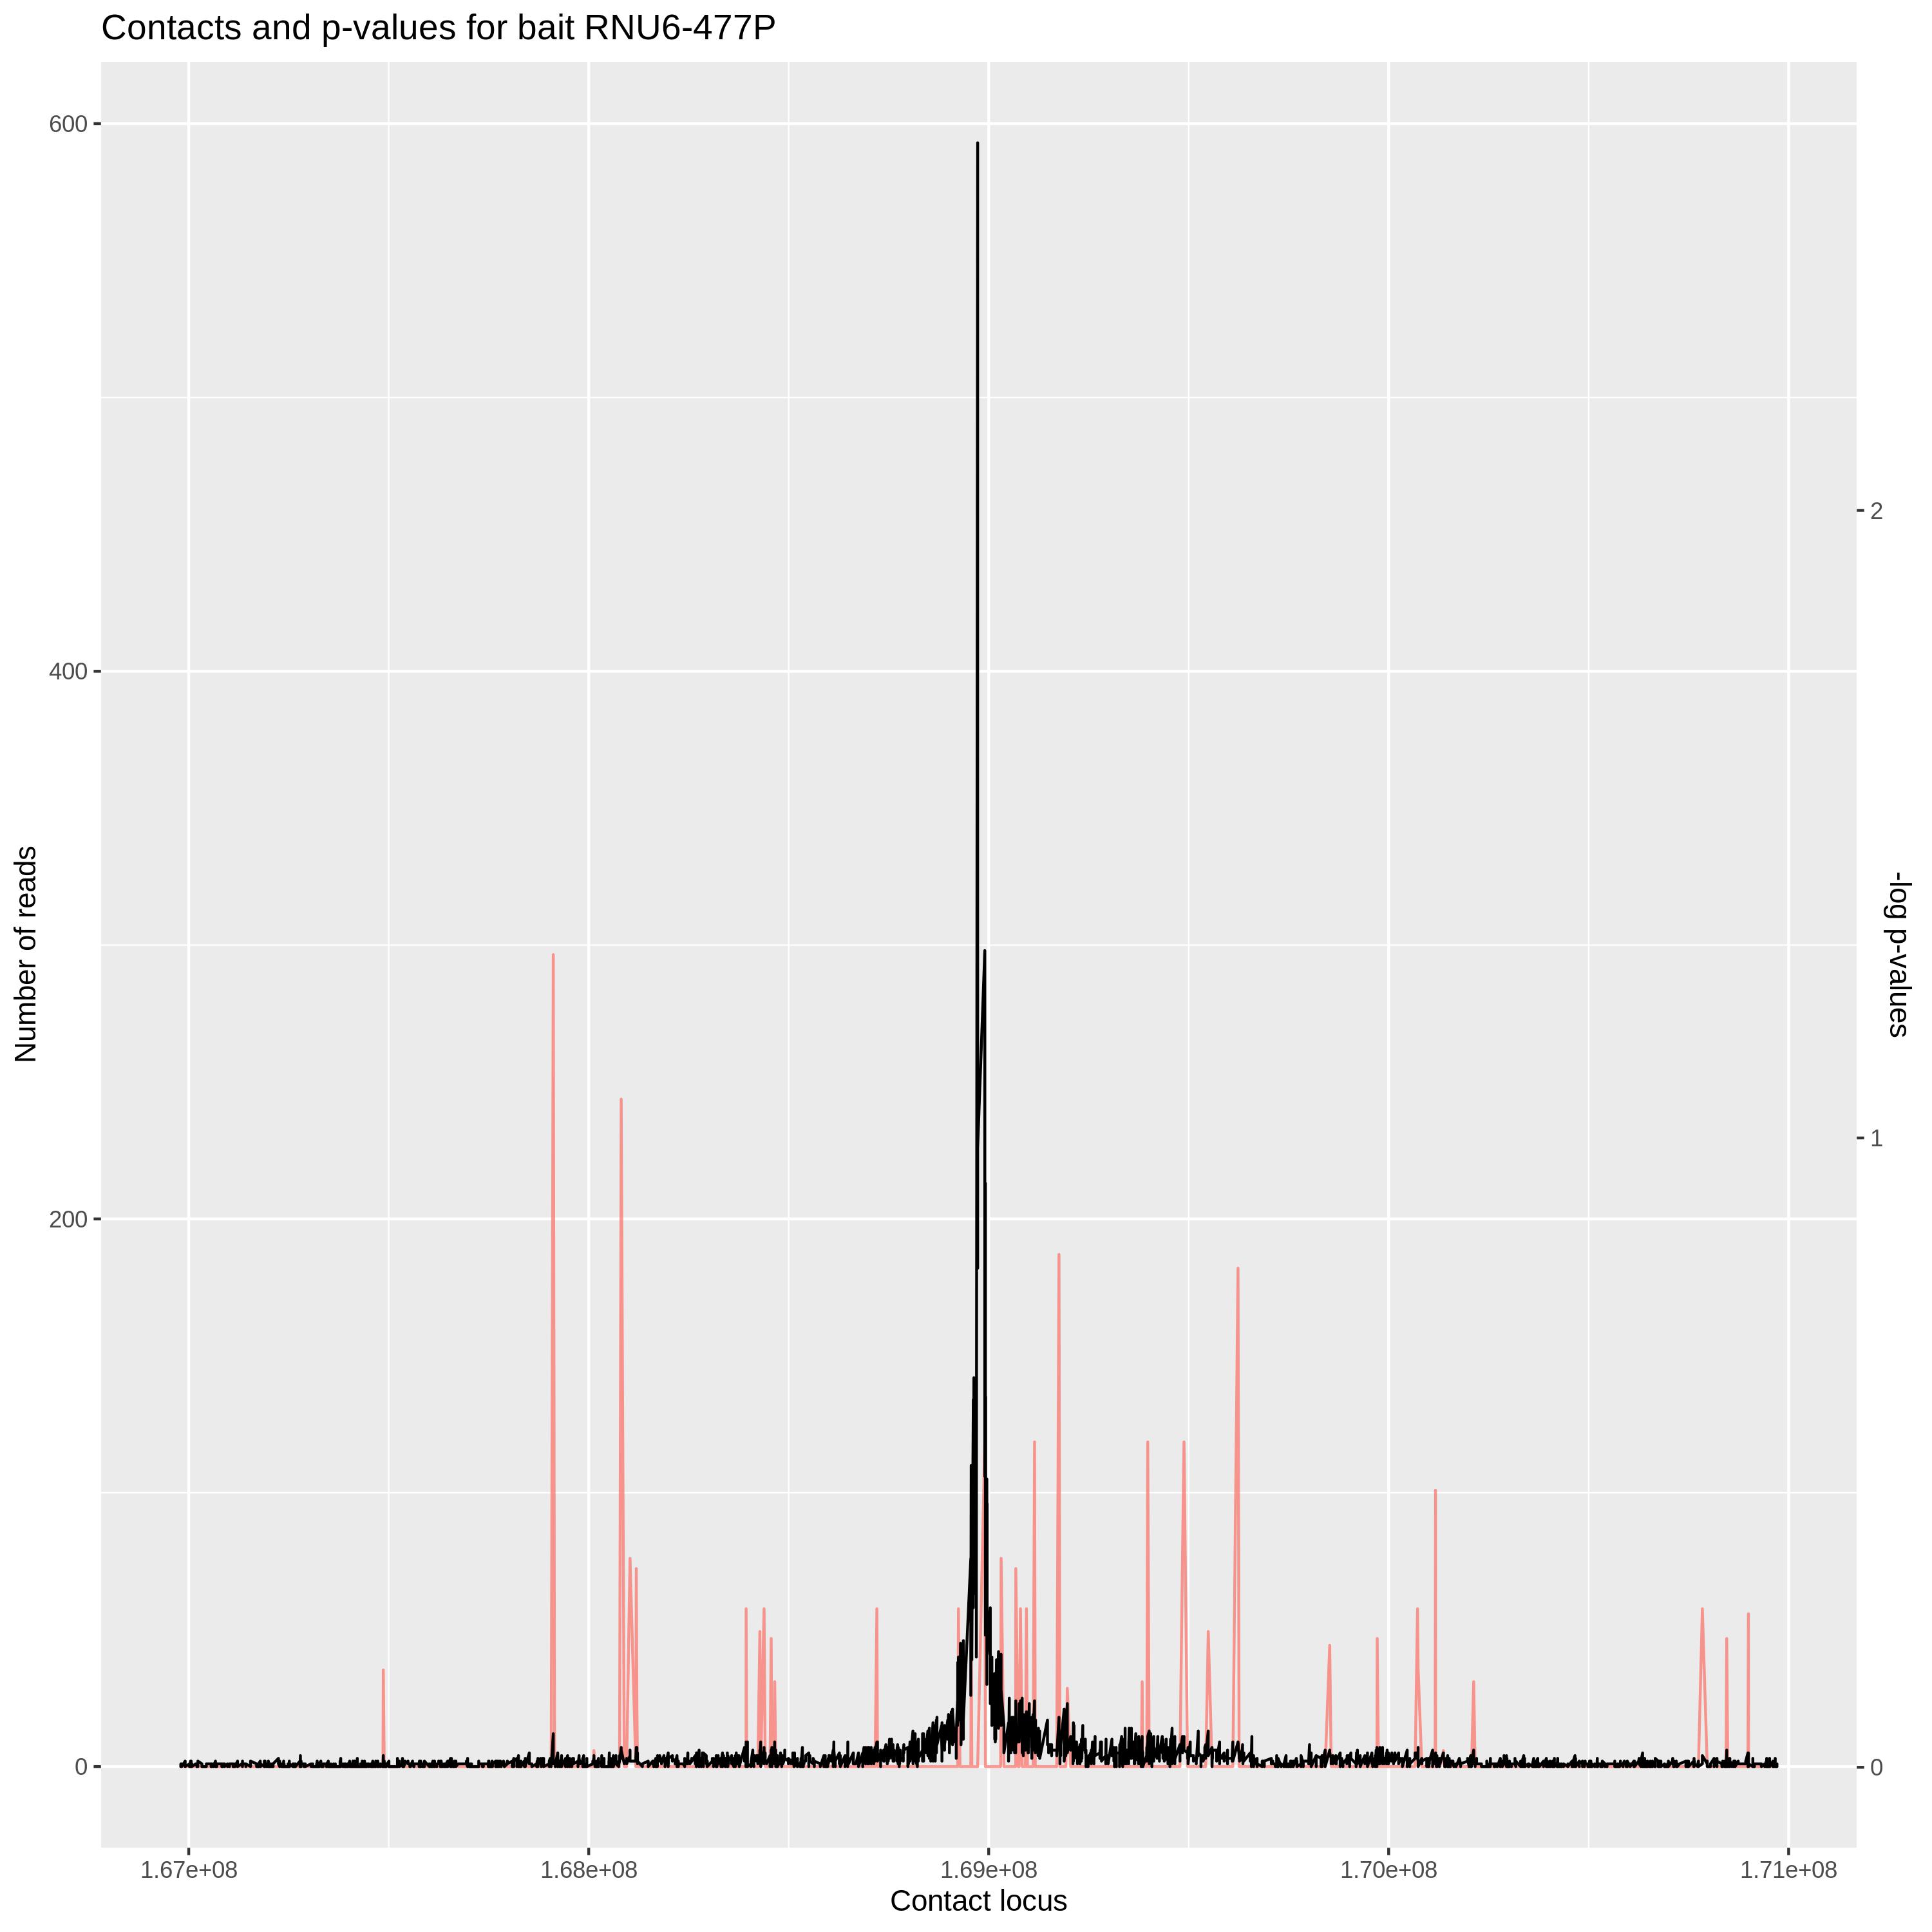 Contacts and p-values for bait RNU6-477P
600
400
200
0
Number of reads
2
1
0
-log p-values
1.67e+08
1.68e+08
1.69e+08
1.70e+08
1.71e+08
Contact locus